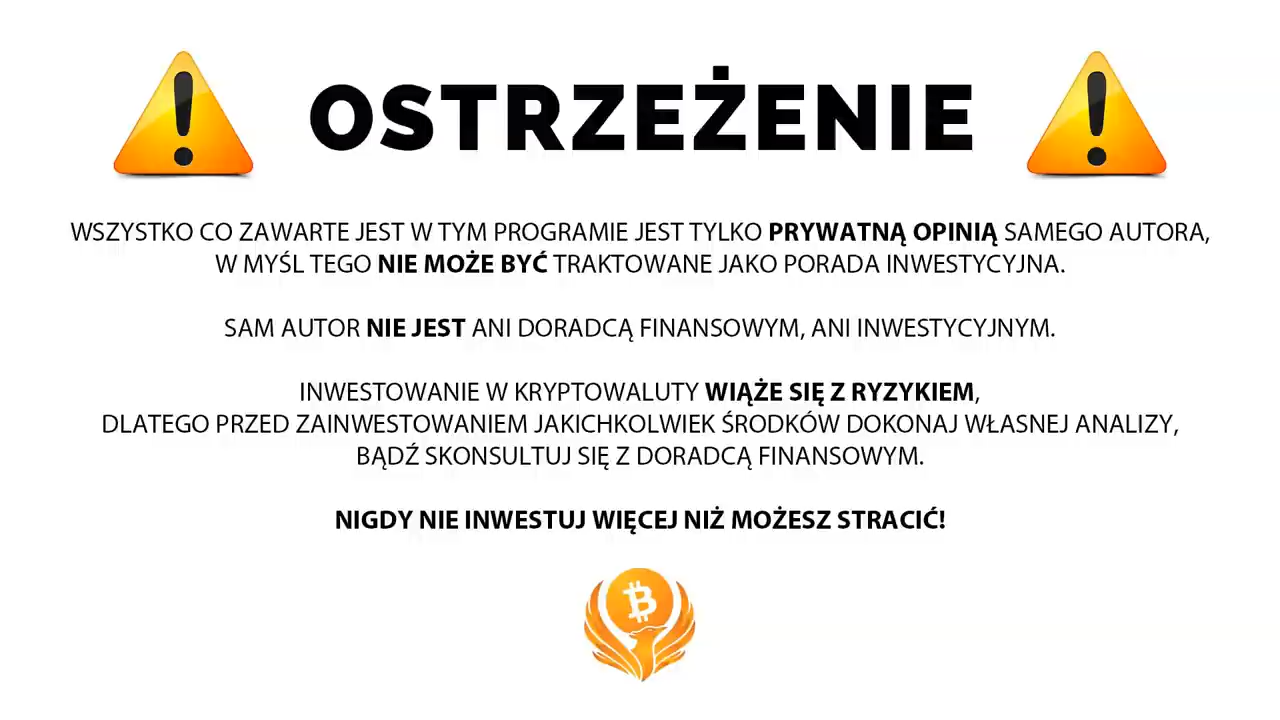 OSTRZEŻENIE
WSZYSTKO CO ZAWARTE JEST W TYM PROGRAMIE JEST TYLKO PRYWATNĄ OPINIĄ SAMEGO AUTORA,
W MYŚL TEGO NIE MOŻE BYĆ TRAKTOWANE JAKO PORADA INWESTYCYJNA.
SAM AUTOR NIE JEST ANI DORADCĄ FINANSOWYM, ANI INWESTYCYJNYM.
INWESTOWANIE W KRYPTOWALUTY WIĄŻE SIĘ Z RYZYKIEM,
DLATEGO PRZED ZAINWESTOWANIEM JAKICHKOLWIEK ŚRODKÓW DOKONAJ WŁASNEJ ANALIZY,
BĄDŹ SKONSULTUJ SIĘ Z DORADCĄ FINANSOWYM.
NIGDY NIE INWESTUJ WIĘCEJ NIŻ MOŻESZ STRACIĆ!